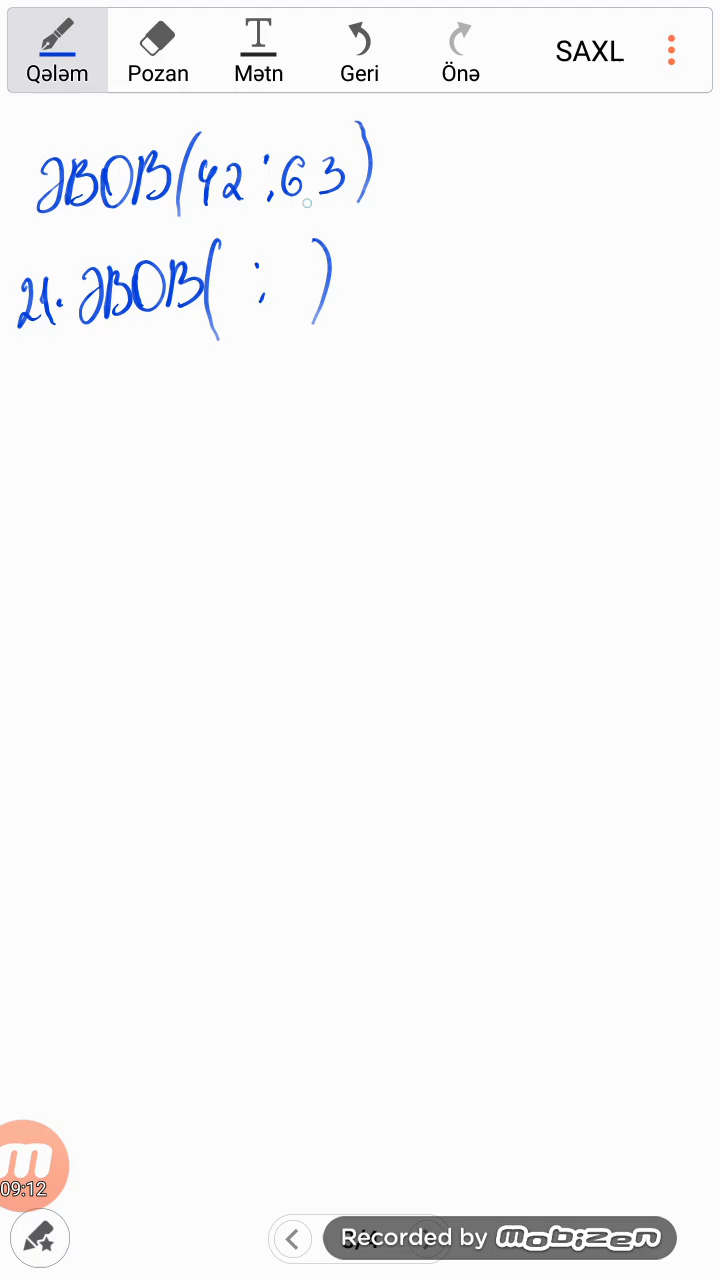 Qələm Pozan Mətn Geri Önə SAXL
ƏBOB(42;63)
21·ƏBOB( ; )
09:12
Recorded by mobizen